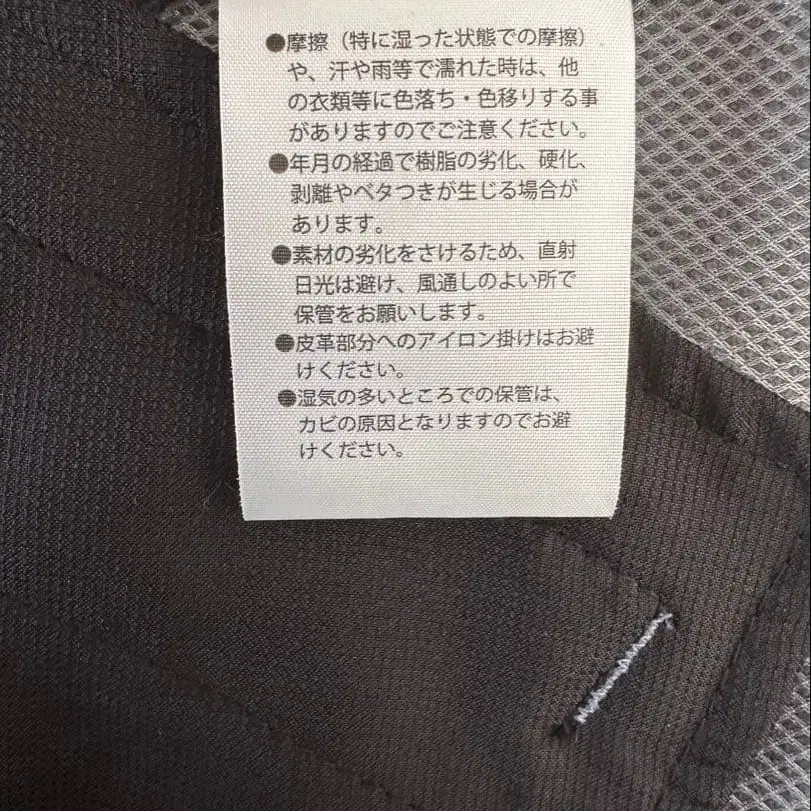 ●摩擦（特に湿った状態での摩擦）
や、汗や雨等で濡れた時は、他
の衣類等に色落ち・色移りする事
がありますのでご注意ください。
●年月の経過で樹脂の劣化、硬化、
剥離やベタつきが生じる場合が
あります。
●素材の劣化をさけるため、直射
日光は避け、風通しのよい所で
保管をお願いします。
●皮革部分へのアイロン掛けはお避
けください。
●湿気の多いところでの保管は、
カビの原因となりますのでお避
けください。